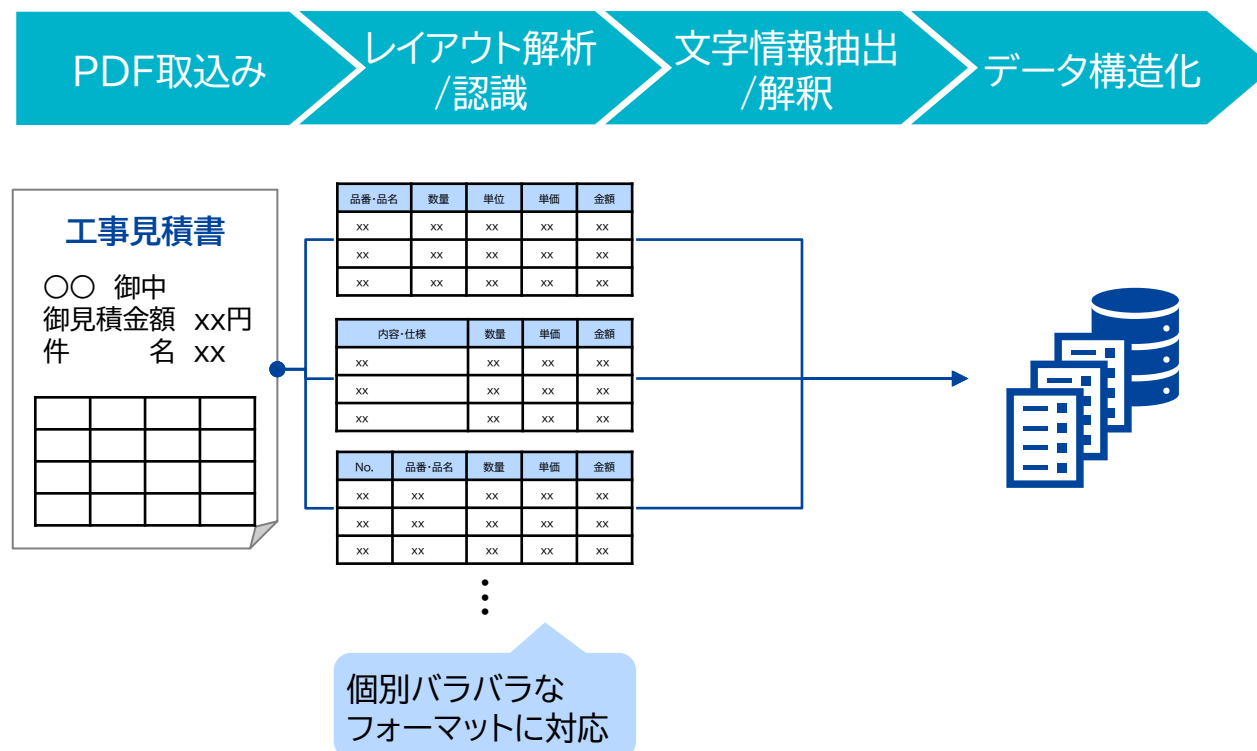 PDF取込み
レイアウト解析
/認識
文字情報抽出
/解釈
データ構造化
工事見積書
〇〇 御中
御見積金額 xx円
件 名 xx
品番・品名 数量 単位 単価 金額
xx xx xx xx xx
xx xx xx xx xx
xx xx xx xx xx
内容・仕様 数量 単価 金額
xx xx xx xx
xx xx xx xx
xx xx xx xx
No. 品番・品名 数量 単価 金額
xx xx xx xx xx
xx xx xx xx xx
xx xx xx xx xx
⋮
個別バラバラな
フォーマットに対応